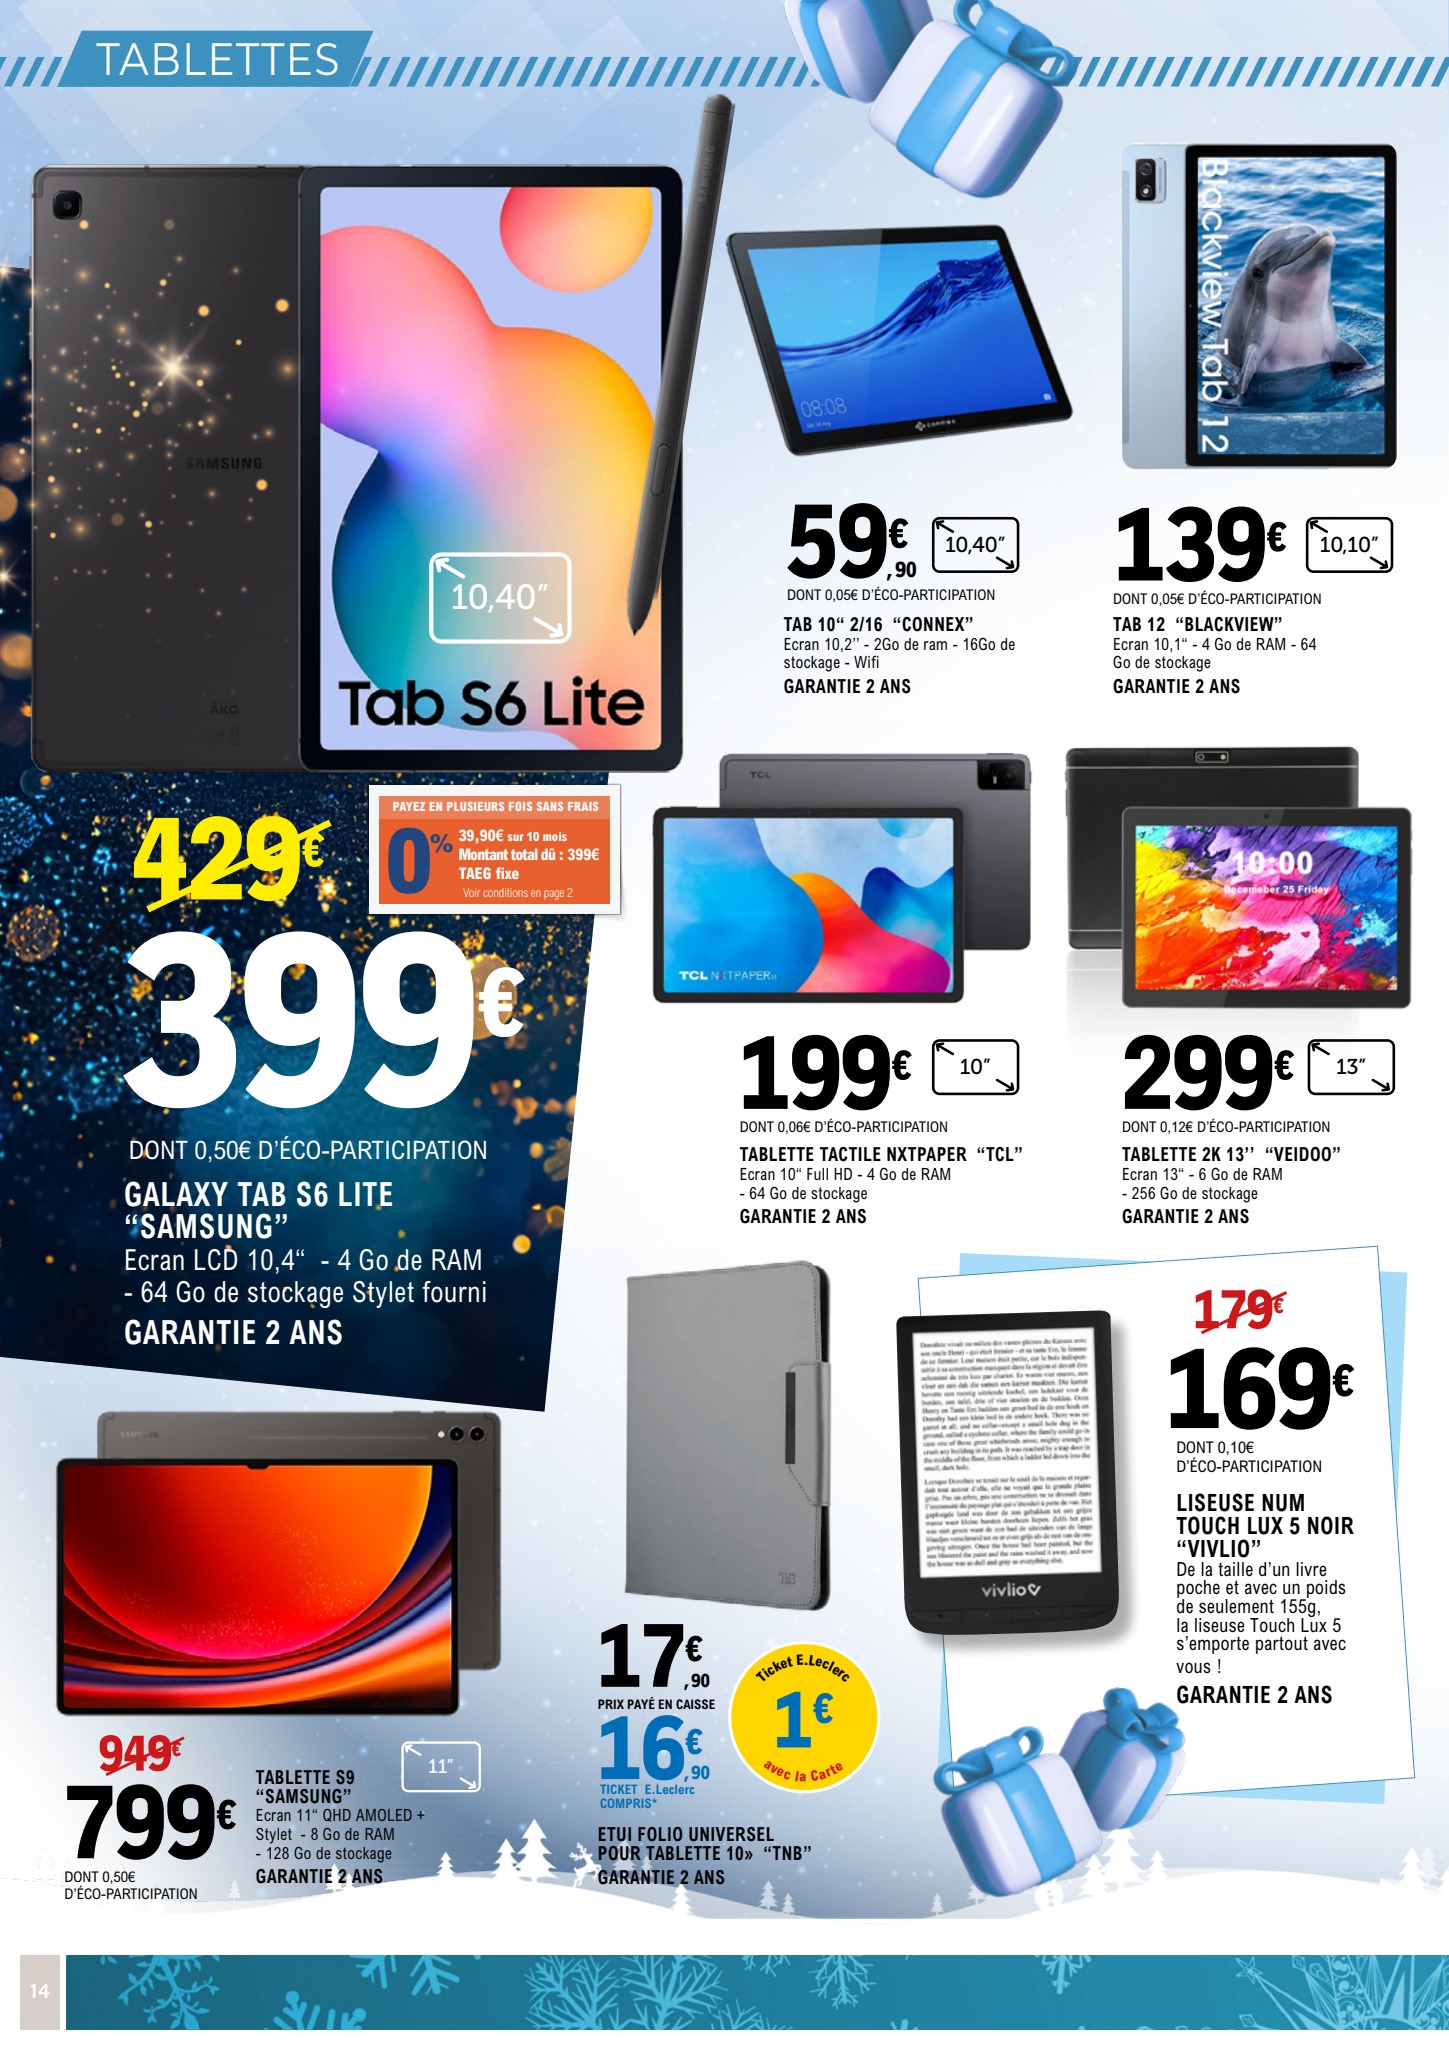 TABLETTES
SAMSUNG
SAMSUNG
AKG
10,40”
Tab S6 Lite
08:08
connex
Blackview Tab 12
59€,90
10,40”
DONT 0,05€ D’ÉCO-PARTICIPATION
TAB 10“ 2/16 “CONNEX”
Ecran 10,2’’ - 2Go de ram - 16Go de
stockage - Wifi
GARANTIE 2 ANS
139€
10,10”
DONT 0,05€ D’ÉCO-PARTICIPATION
TAB 12 “BLACKVIEW”
Ecran 10,1“ - 4 Go de RAM - 64
Go de stockage
GARANTIE 2 ANS
429€
PAYEZ EN PLUSIEURS FOIS SANS FRAIS
0%
39,90€ sur 10 mois
Montant total dû : 399€
TAEG fixe
Voir conditions en page 2
399€
DONT 0,50€ D’ÉCO-PARTICIPATION
GALAXY TAB S6 LITE
“SAMSUNG”
Ecran LCD 10,4“ - 4 Go de RAM
- 64 Go de stockage Stylet fourni
GARANTIE 2 ANS
TCL
TCL NXTPAPER 11
10:00
Decemeber 25 Friday
199€
10”
DONT 0,06€ D’ÉCO-PARTICIPATION
TABLETTE TACTILE NXTPAPER “TCL”
Ecran 10“ Full HD - 4 Go de RAM
- 64 Go de stockage
GARANTIE 2 ANS
299€
13”
DONT 0,12€ D’ÉCO-PARTICIPATION
TABLETTE 2K 13’’ “VEIDOO”
Ecran 13“ - 6 Go de RAM
- 256 Go de stockage
GARANTIE 2 ANS
SAMSUNG
949€
799€
DONT 0,50€
D’ÉCO-PARTICIPATION
11”
TABLETTE S9
“SAMSUNG”
Ecran 11“ QHD AMOLED +
Stylet - 8 Go de RAM
- 128 Go de stockage
GARANTIE 2 ANS
17€,90
PRIX PAYÉ EN CAISSE
16€,90
TICKET E.Leclerc
COMPRIS*
Ticket E.Leclerc
1€
avec la Carte
ETUI FOLIO UNIVERSEL
POUR TABLETTE 10» “TNB”
GARANTIE 2 ANS
vivlio
179€
169€
DONT 0,10€
D’ÉCO-PARTICIPATION
LISEUSE NUM
TOUCH LUX 5 NOIR
“VIVLIO”
De la taille d’un livre
poche et avec un poids
de seulement 155g,
la liseuse Touch Lux 5
s’emporte partout avec
vous !
GARANTIE 2 ANS
14